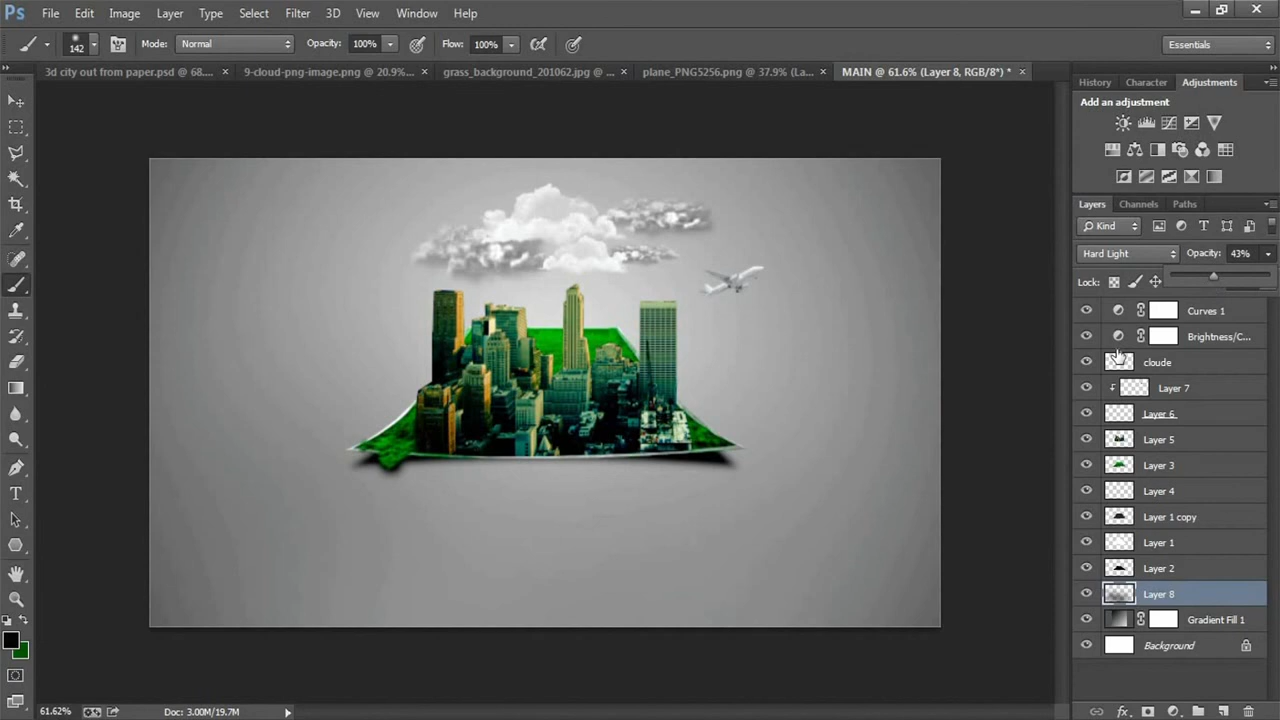 Ps File Edit Image Layer Type Select Filter 3D View Window Help
142 Mode: Normal Opacity: 100% Flow: 100% Essentials
3d city out from paper.psd @ 68.... × 9-cloud-png-image.png @ 20.9%... × grass_background_201062.jpg @ ... × plane_PNG5256.png @ 37.9% (La... × MAIN @ 61.6% (Layer 8, RGB/8*) * ×
History Character Adjustments
Add an adjustment
Layers Channels Paths
Kind
Hard Light Opacity: 43%
Lock:
Curves 1
Brightness/C...
cloude
Layer 7
Layer 6
Layer 5
Layer 3
Layer 4
Layer 1 copy
Layer 1
Layer 2
Layer 8
Gradient Fill 1
Background
61.62% Doc: 3.00M/19.7M